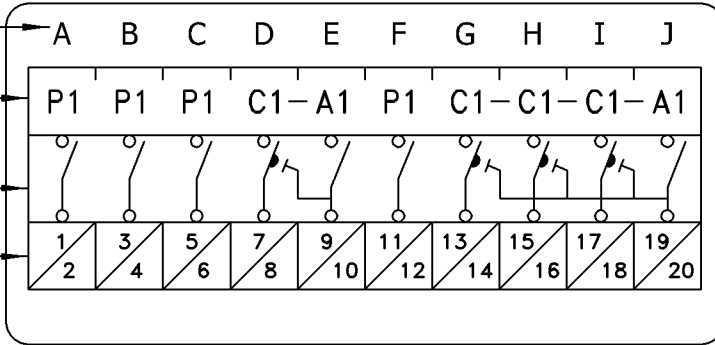 A B C D E F G H I J
P1 P1 P1 C1-A1 P1 C1-C1-C1-A1
1 3 5 7 9 11 13 15 17 19
2 4 6 8 10 12 14 16 18 20